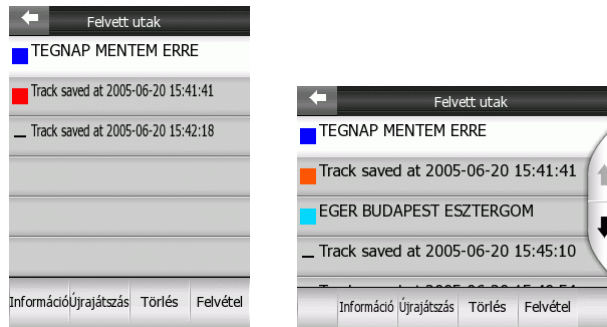 Felvett utak
TEGNAP MENTEM ERRE
Track saved at 2005-06-20 15:41:41
Track saved at 2005-06-20 15:42:18
Információ Újrajátszás Törlés Felvétel
Felvett utak
TEGNAP MENTEM ERRE
Track saved at 2005-06-20 15:41:41
EGER BUDAPEST ESZTERGOM
Track saved at 2005-06-20 15:45:10
Információ Újrajátszás Törlés Felvétel